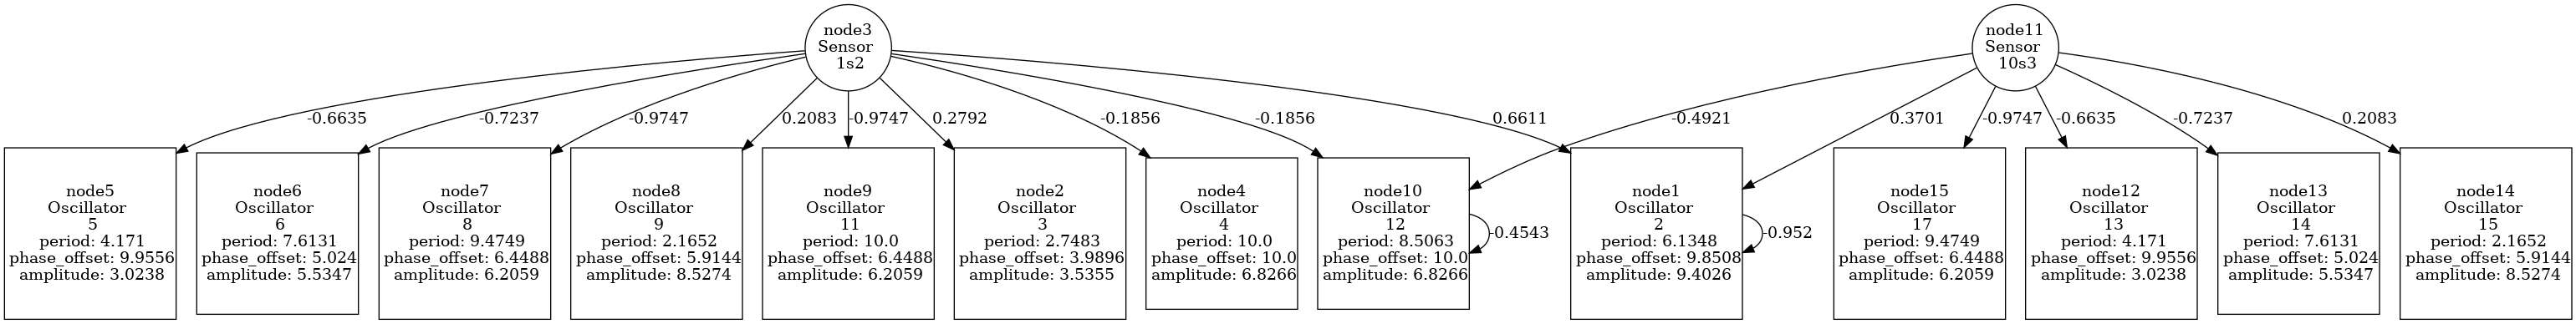 node3
Sensor
1s2
node11
Sensor
10s3
-0.6635
-0.7237
-0.9747
0.2083
-0.9747
0.2792
-0.1856
-0.1856
0.6611
-0.4921
0.3701
-0.9747
-0.6635
-0.7237
0.2083
node5
Oscillator
5
period: 4.171
phase_offset: 9.9556
amplitude: 3.0238
node6
Oscillator
6
period: 7.6131
phase_offset: 5.024
amplitude: 5.5347
node7
Oscillator
8
period: 9.4749
phase_offset: 6.4488
amplitude: 6.2059
node8
Oscillator
9
period: 2.1652
phase_offset: 5.9144
amplitude: 8.5274
node9
Oscillator
11
period: 10.0
phase_offset: 6.4488
amplitude: 6.2059
node2
Oscillator
3
period: 2.7483
phase_offset: 3.9896
amplitude: 3.5355
node4
Oscillator
4
period: 10.0
phase_offset: 10.0
amplitude: 6.8266
node10
Oscillator
12
period: 8.5063
phase_offset: 10.0
amplitude: 6.8266
-0.4543
node1
Oscillator
2
period: 6.1348
phase_offset: 9.8508
amplitude: 9.4026
-0.952
node15
Oscillator
17
period: 9.4749
phase_offset: 6.4488
amplitude: 6.2059
node12
Oscillator
13
period: 4.171
phase_offset: 9.9556
amplitude: 3.0238
node13
Oscillator
14
period: 7.6131
phase_offset: 5.024
amplitude: 5.5347
node14
Oscillator
15
period: 2.1652
phase_offset: 5.9144
amplitude: 8.5274